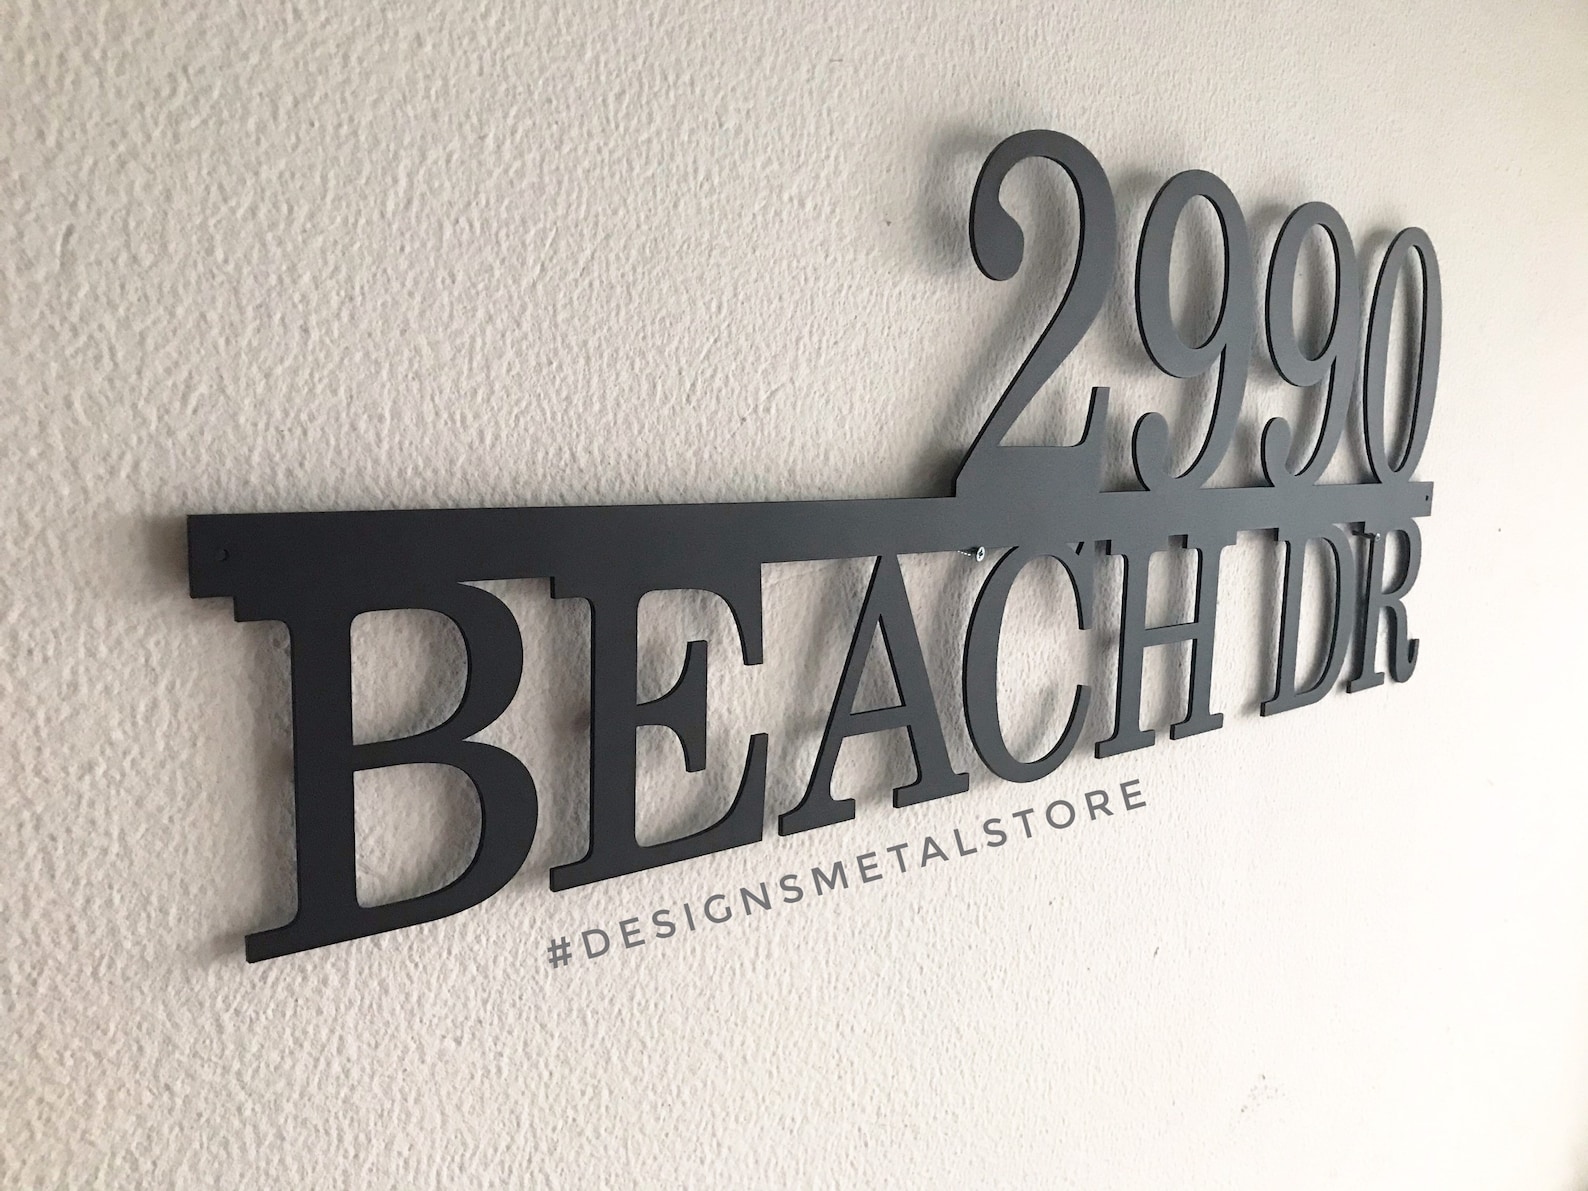 2990
BEACH DR
#DESIGNSMETALSTORE